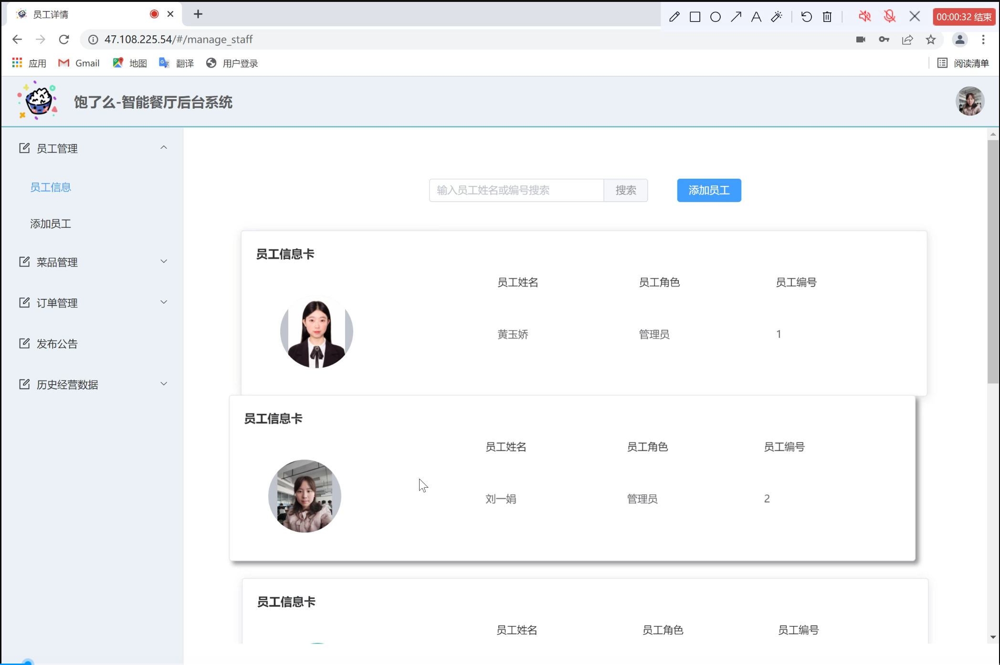 员工详情
00:00:32 结束
47.108.225.54/#/manage_staff
应用 Gmail 地图 翻译 用户登录 阅读清单
饱了么-智能餐厅后台系统
员工管理
员工信息
添加员工
菜品管理
订单管理
发布公告
历史经营数据
输入员工姓名或编号搜索 搜索 添加员工
员工信息卡
员工姓名 员工角色 员工编号
黄玉娇 管理员 1
员工信息卡
员工姓名 员工角色 员工编号
刘一娟 管理员 2
员工信息卡
员工姓名 员工角色 员工编号